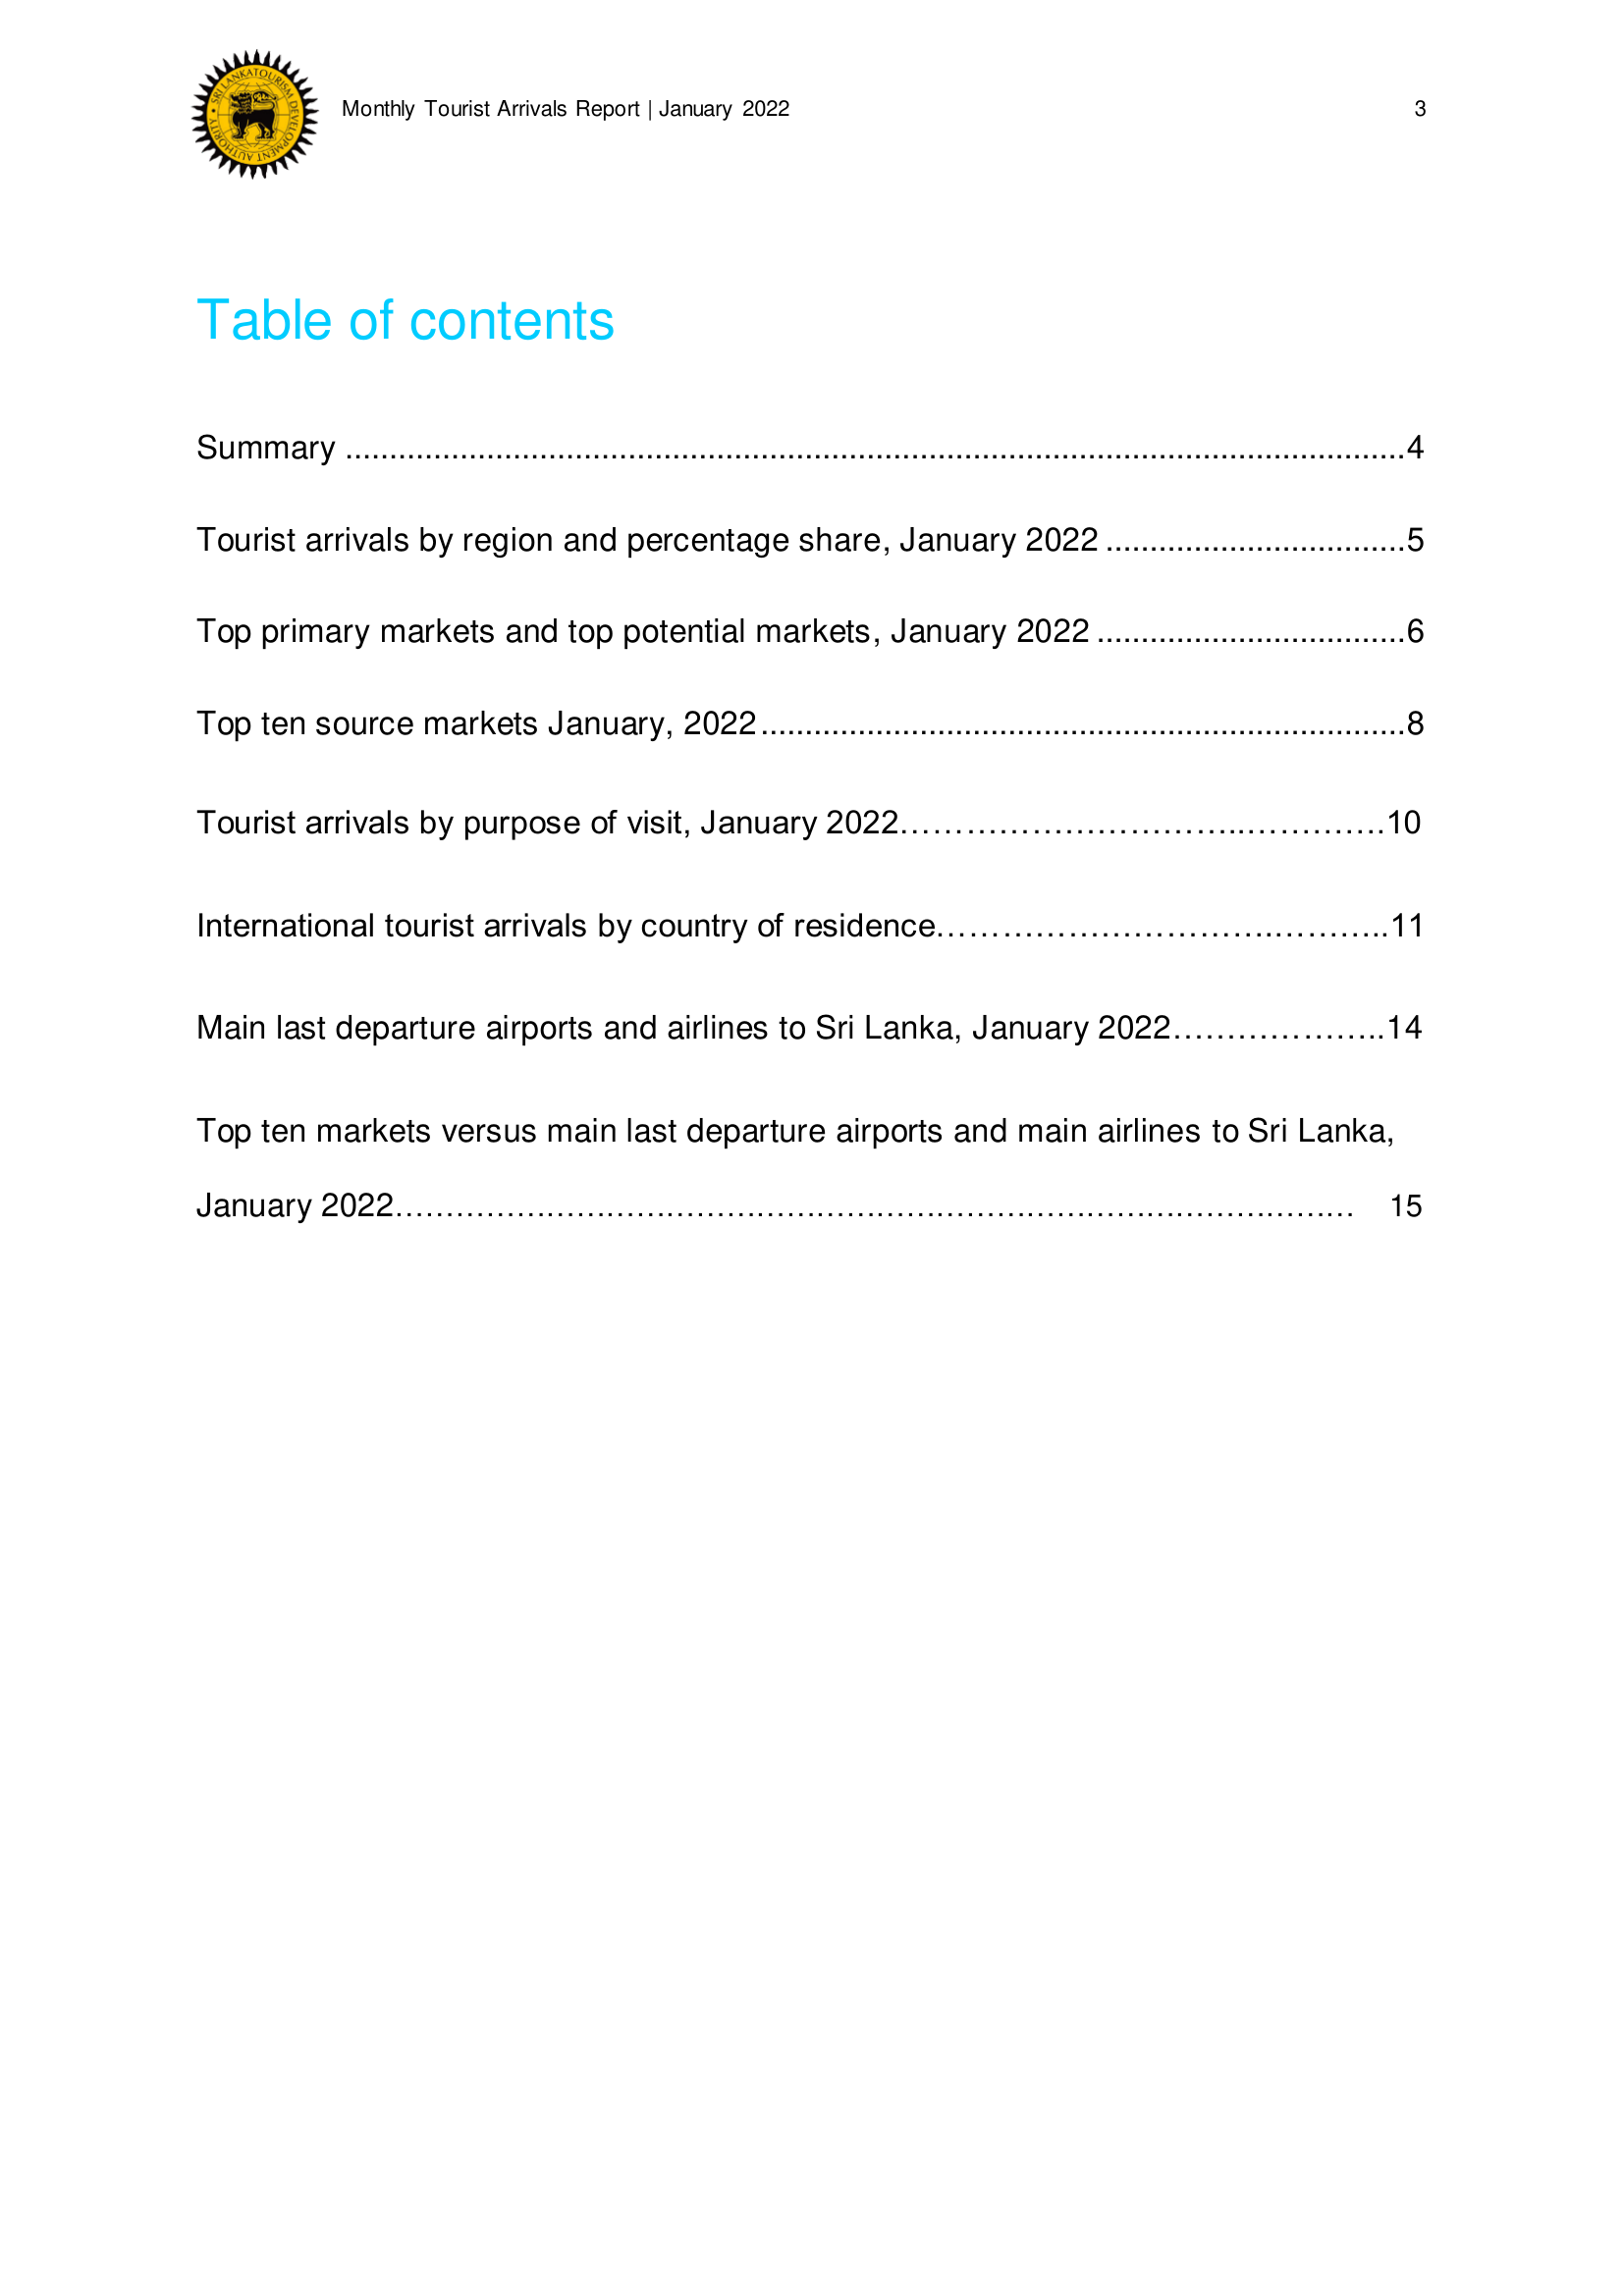 SRI LANKA TOURISM DEVELOPMENT AUTHORITY
Monthly Tourist Arrivals Report | January 2022 3
Table of contents
Summary ........................................................................................................................4
Tourist arrivals by region and percentage share, January 2022 ..................................5
Top primary markets and top potential markets, January 2022 ...................................6
Top ten source markets January, 2022 .........................................................................8
Tourist arrivals by purpose of visit, January 2022…………………………..………….10
International tourist arrivals by country of residence…………………………..………..11
Main last departure airports and airlines to Sri Lanka, January 2022………………..14
Top ten markets versus main last departure airports and main airlines to Sri Lanka,
January 2022………………………………………………………………………………… 15